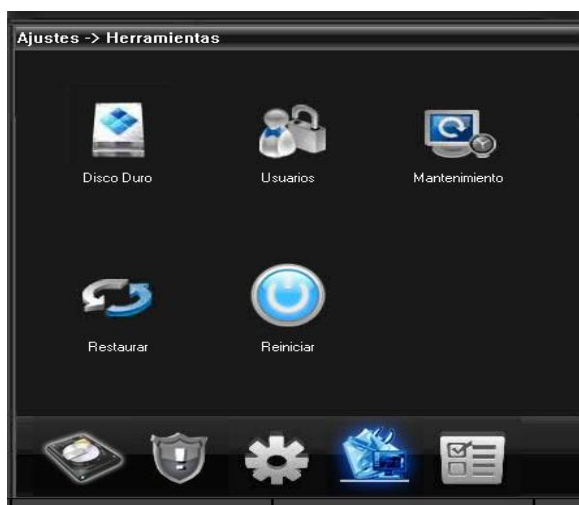 Ajustes -> Herramientas
Disco Duro
Usuarios
Mantenimiento
Restaurar
Reiniciar